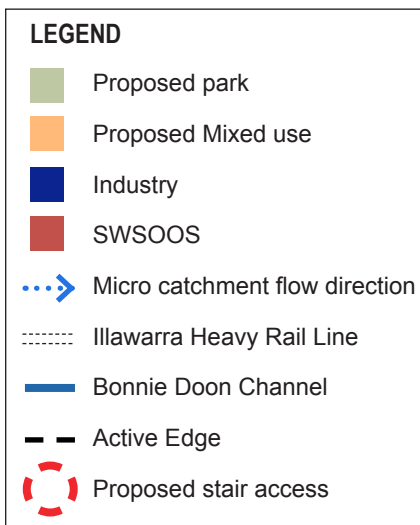 LEGEND
Proposed park
Proposed Mixed use
Industry
SWSOOS
Micro catchment flow direction
Illawarra Heavy Rail Line
Bonnie Doon Channel
Active Edge
Proposed stair access